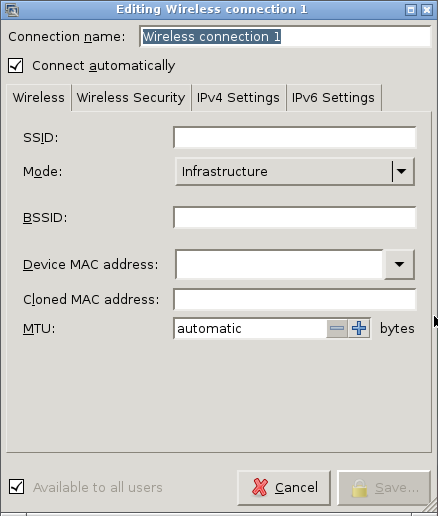 Editing Wireless connection 1
Connection name: Wireless connection 1
Connect automatically
Wireless Wireless Security IPv4 Settings IPv6 Settings
SSID:
Mode: Infrastructure
BSSID:
Device MAC address:
Cloned MAC address:
MTU: automatic bytes
Available to all users Cancel Save...